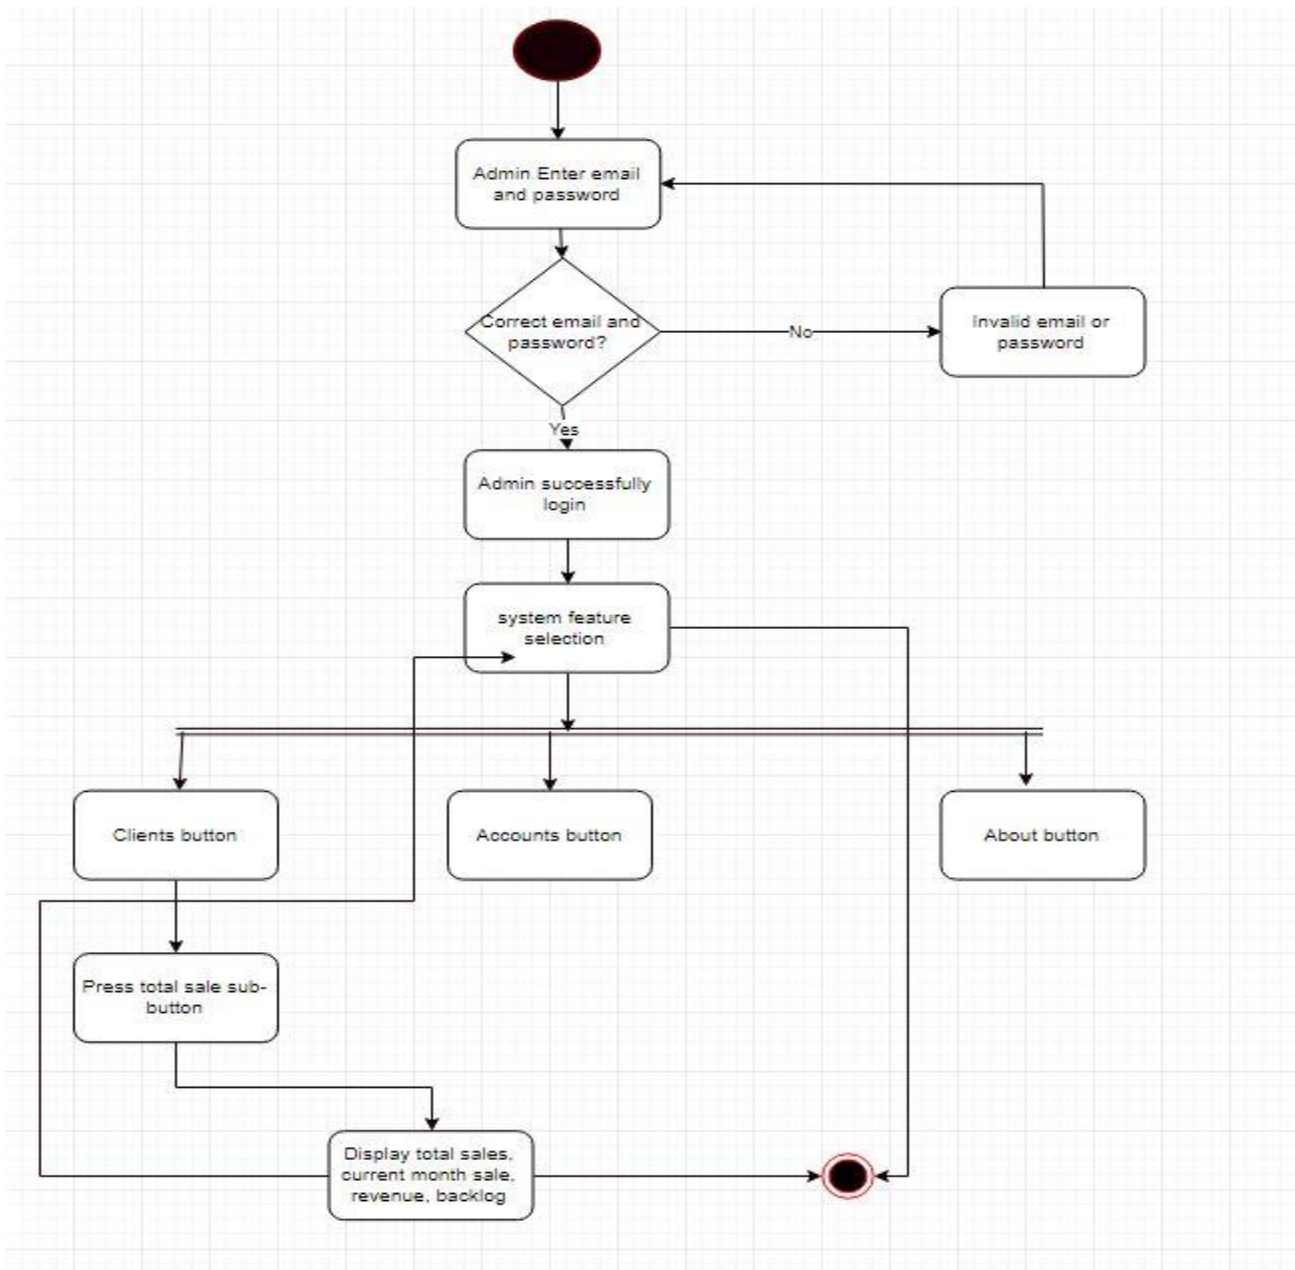 Admin Enter email
and password
Correct email and
password?
No
Invalid email or
password
Yes
Admin successfully
login
system feature
selection
Clients button
Accounts button
About button
Press total sale sub-
button
Display total sales,
current month sale,
revenue, backlog